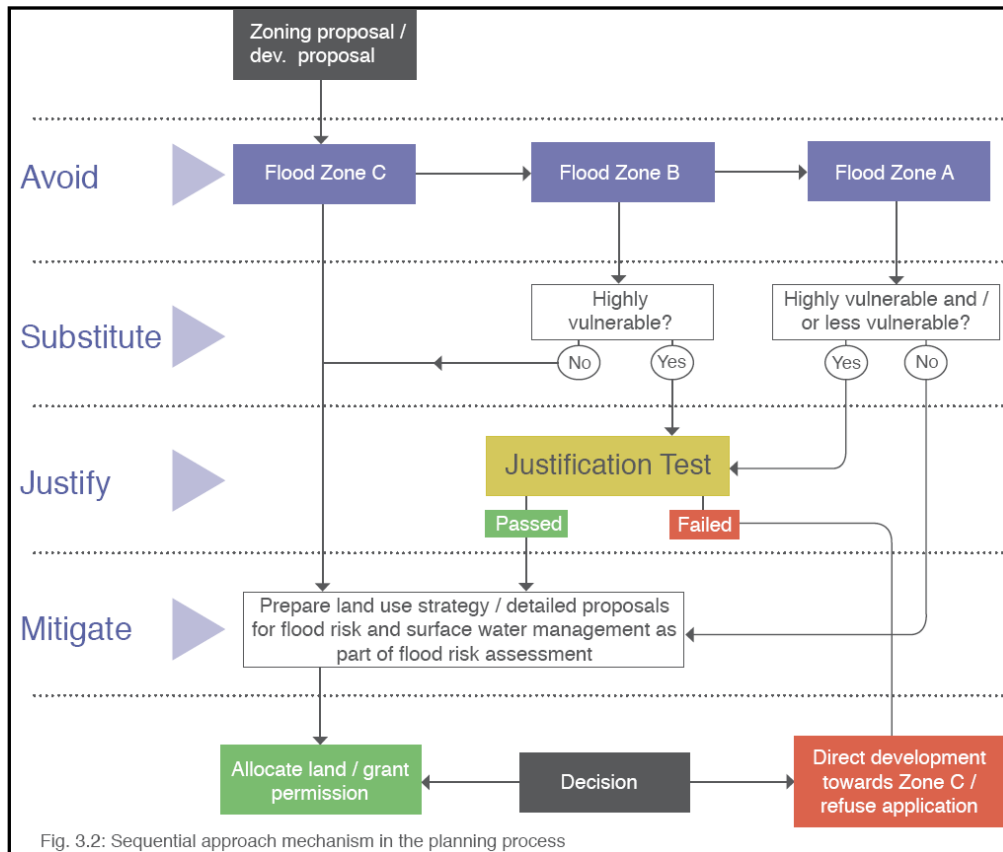 Zoning proposal /
dev. proposal
Avoid
Flood Zone C
Flood Zone B
Flood Zone A
Substitute
Highly
vulnerable?
No
Yes
Highly vulnerable and /
or less vulnerable?
Yes
No
Justify
Justification Test
Passed
Failed
Mitigate
Prepare land use strategy / detailed proposals
for flood risk and surface water management as
part of flood risk assessment
Allocate land / grant
permission
Decision
Direct development
towards Zone C /
refuse application
Fig. 3.2: Sequential approach mechanism in the planning process